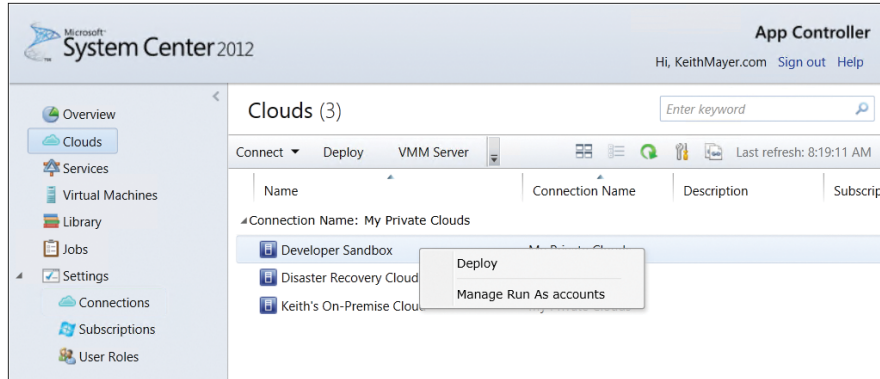 Microsoft
System Center 2012
App Controller
Hi, KeithMayer.com Sign out Help
Overview
Clouds
Services
Virtual Machines
Library
Jobs
Settings
Connections
Subscriptions
User Roles
Clouds (3)
Enter keyword
Connect Deploy VMM Server Last refresh: 8:19:11 AM
Name Connection Name Description Subscrip
Connection Name: My Private Clouds
Developer Sandbox
Disaster Recovery Cloud
Keith's On-Premise Cloud
Deploy
Manage Run As accounts